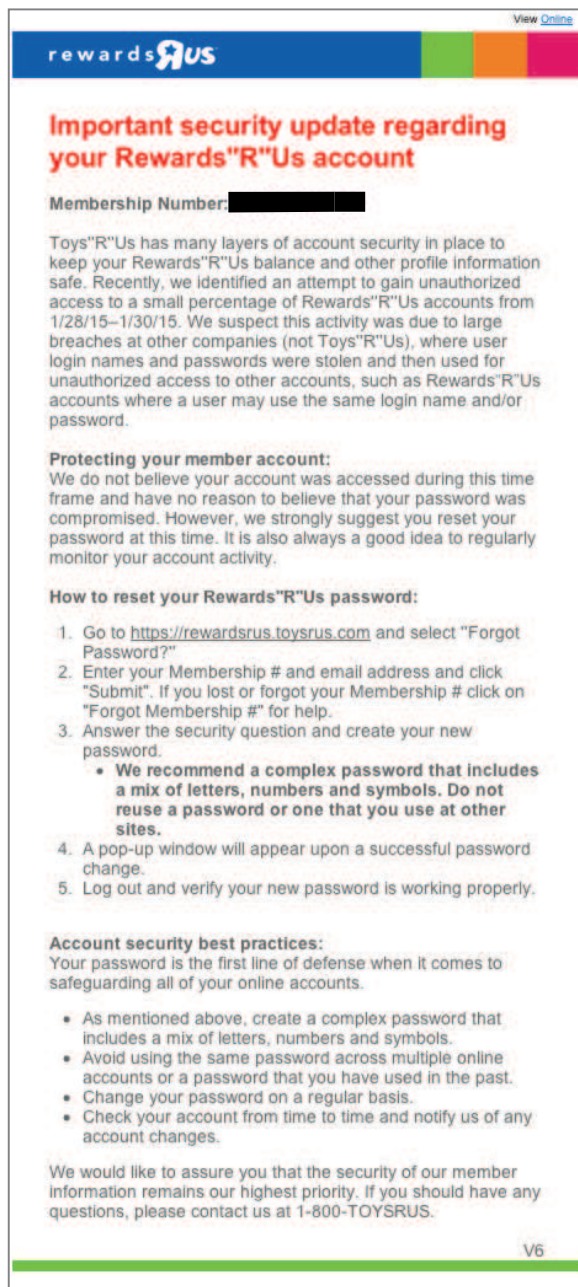 View Online
rewards R US
Important security update regarding
your Rewards"R"Us account
Membership Number:
Toys"R"Us has many layers of account security in place to
keep your Rewards"R"Us balance and other profile information
safe. Recently, we identified an attempt to gain unauthorized
access to a small percentage of Rewards"R"Us accounts from
1/28/15–1/30/15. We suspect this activity was due to large
breaches at other companies (not Toys"R"Us), where user
login names and passwords were stolen and then used for
unauthorized access to other accounts, such as Rewards"R"Us
accounts where a user may use the same login name and/or
password.
Protecting your member account:
We do not believe your account was accessed during this time
frame and have no reason to believe that your password was
compromised. However, we strongly suggest you reset your
password at this time. It is also always a good idea to regularly
monitor your account activity.
How to reset your Rewards"R"Us password:
1. Go to https://rewardsrus.toysrus.com and select "Forgot
Password?"
2. Enter your Membership # and email address and click
"Submit". If you lost or forgot your Membership # click on
"Forgot Membership #" for help.
3. Answer the security question and create your new
password.
• We recommend a complex password that includes
a mix of letters, numbers and symbols. Do not
reuse a password or one that you use at other
sites.
4. A pop-up window will appear upon a successful password
change.
5. Log out and verify your new password is working properly.
Account security best practices:
Your password is the first line of defense when it comes to
safeguarding all of your online accounts.
• As mentioned above, create a complex password that
includes a mix of letters, numbers and symbols.
• Avoid using the same password across multiple online
accounts or a password that you have used in the past.
• Change your password on a regular basis.
• Check your account from time to time and notify us of any
account changes.
We would like to assure you that the security of our member
information remains our highest priority. If you should have any
questions, please contact us at 1-800-TOYSRUS.
V6